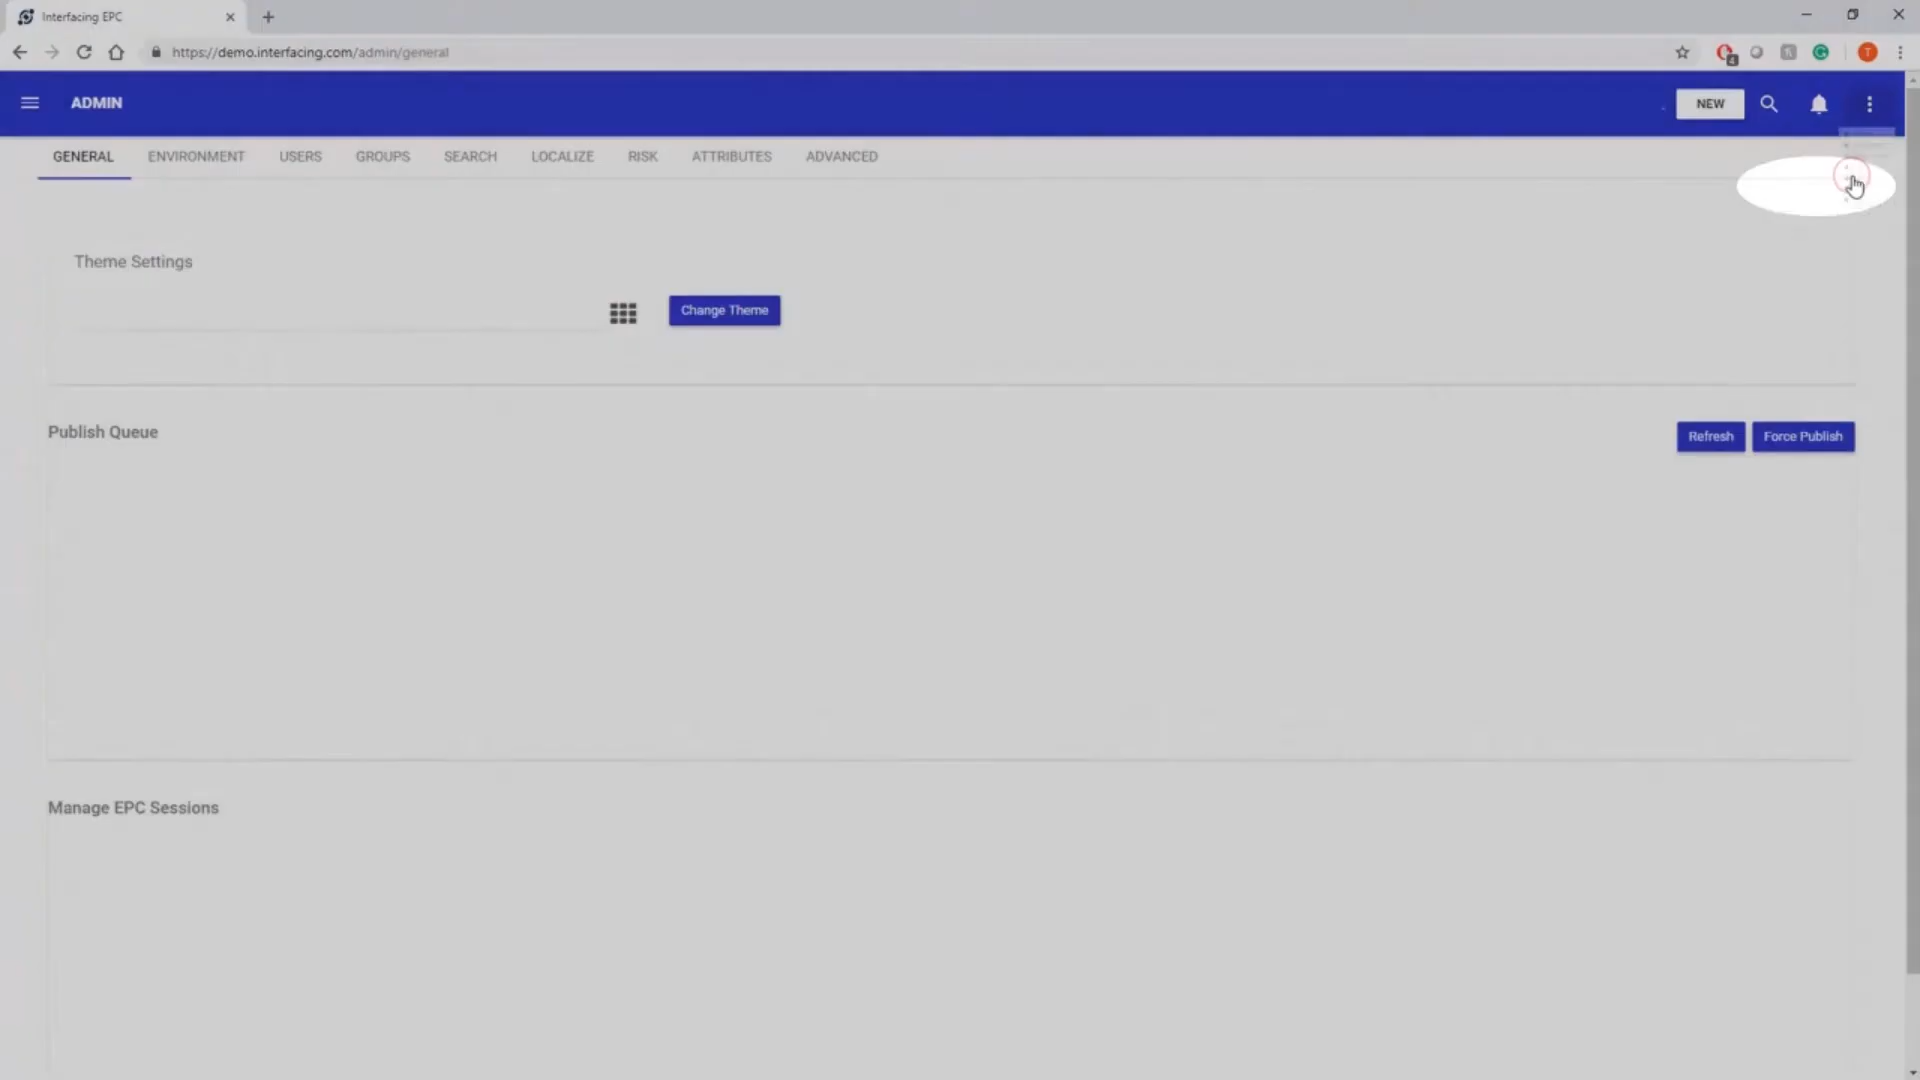 Interfacing EPC
https://demo.interfacing.com/admin/general
T
4
ADMIN
NEW
GENERAL ENVIRONMENT USERS GROUPS SEARCH LOCALIZE RISK ATTRIBUTES ADVANCED
Theme Settings
Change Theme
Publish Queue
Refresh Force Publish
Manage EPC Sessions